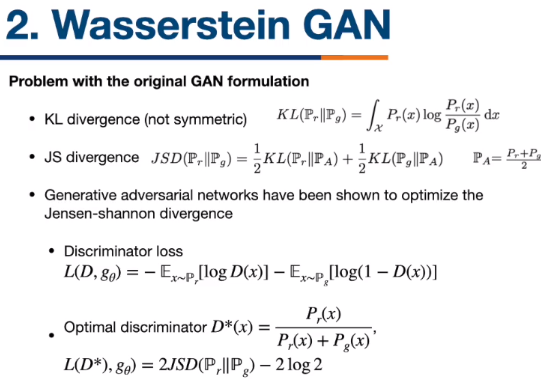 2. Wasserstein GAN
Problem with the original GAN formulation
• KL divergence (not symmetric) $KL(\mathbb{P}_r \| \mathbb{P}_g) = \int_{\mathcal{X}} P_r(x) \log \frac{P_r(x)}{P_g(x)} \, dx$
• JS divergence $JSD(\mathbb{P}_r \| \mathbb{P}_g) = \frac{1}{2} KL(\mathbb{P}_r \| \mathbb{P}_A) + \frac{1}{2} KL(\mathbb{P}_g \| \mathbb{P}_A)$ $\mathbb{P}_A = \frac{P_r + P_g}{2}$
• Generative adversarial networks have been shown to optimize the
Jensen-shannon divergence
• Discriminator loss
$L(D, g_\theta) = - \mathbb{E}_{x \sim \mathbb{P}_r}[\log D(x)] - \mathbb{E}_{x \sim \mathbb{P}_g}[\log(1 - D(x))]$
• Optimal discriminator $D^*(x) = \frac{P_r(x)}{P_r(x) + P_g(x)},$
$L(D^*), g_\theta) = 2JSD(\mathbb{P}_r \| \mathbb{P}_g) - 2 \log 2$